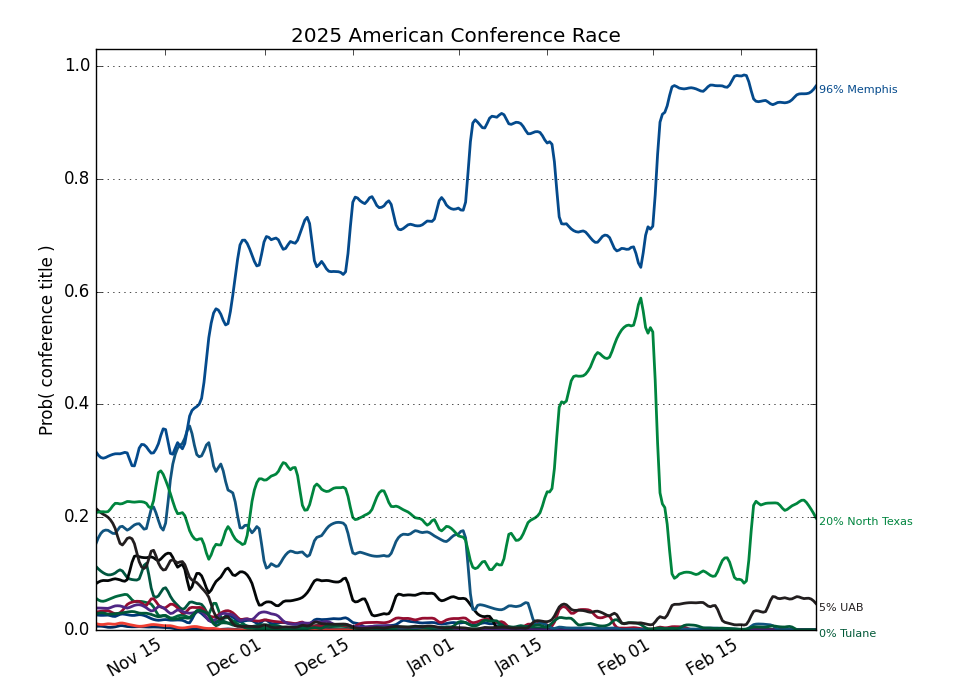 2025 American Conference Race
1.0
0.8
0.6
0.4
0.2
0.0
Prob( conference title )
96% Memphis
20% North Texas
5% UAB
0% Tulane
Nov 15
Dec 01
Dec 15
Jan 01
Jan 15
Feb 01
Feb 15